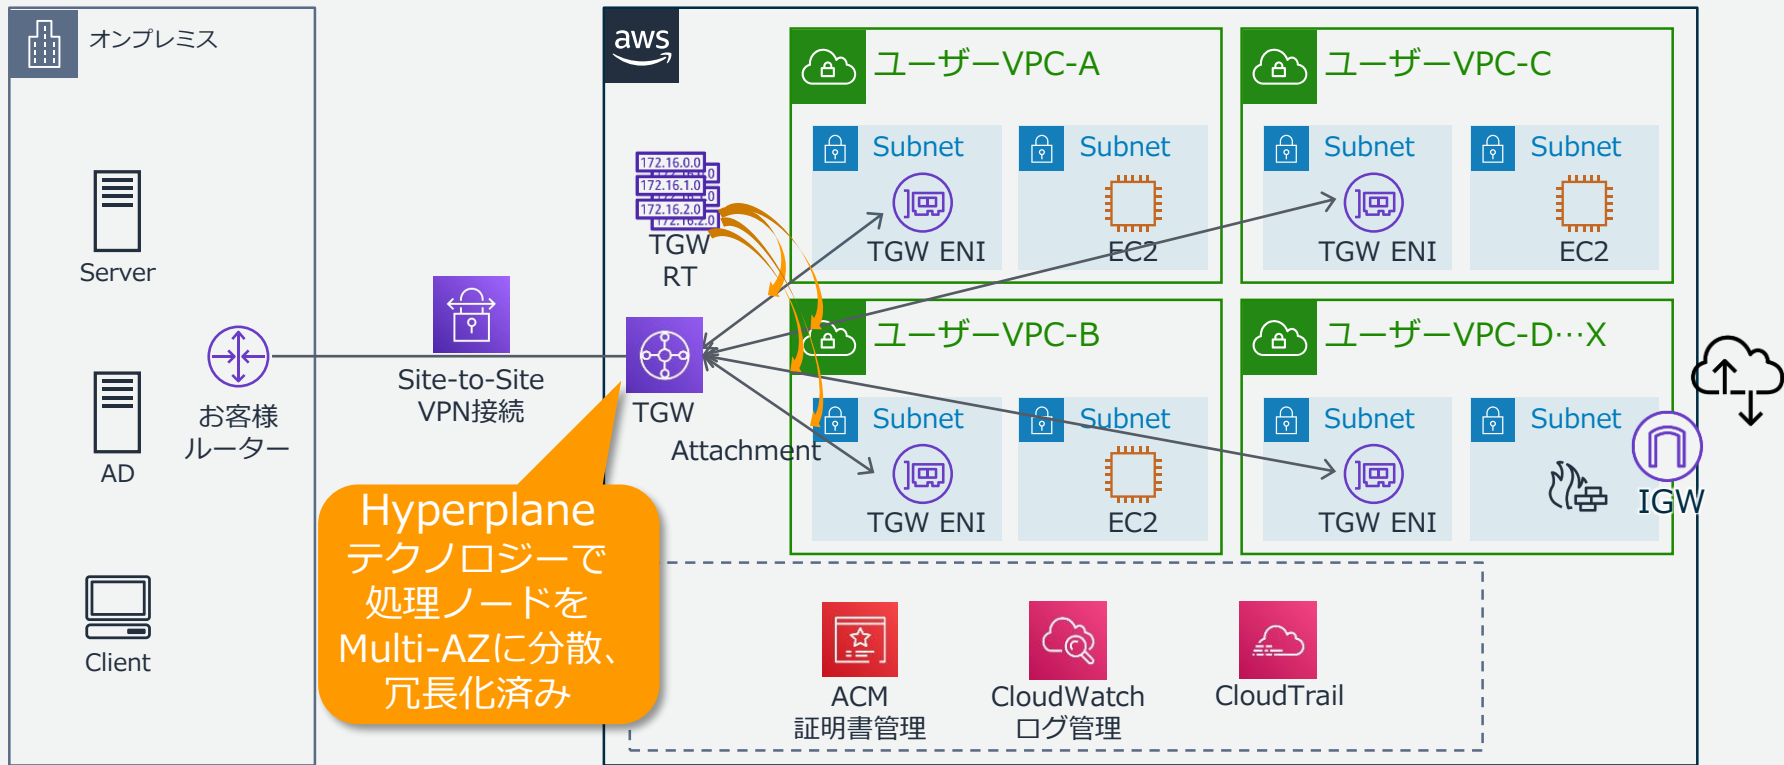 オンプレミス
Server
AD
Client
お客様
ルーター
Site-to-Site
VPN接続
aws
172.16.0.0
172.16.1.0
172.16.2.0
172.16.2.0
TGW
RT
TGW
Attachment
Hyperplane
テクノロジーで
処理ノードを
Multi-AZに分散、
冗長化済み
ユーザーVPC-A
Subnet
TGW ENI
Subnet
EC2
ユーザーVPC-C
Subnet
TGW ENI
Subnet
EC2
ユーザーVPC-B
Subnet
TGW ENI
Subnet
EC2
ユーザーVPC-D…X
Subnet
TGW ENI
Subnet
IGW
ACM
証明書管理
CloudWatch
ログ管理
CloudTrail